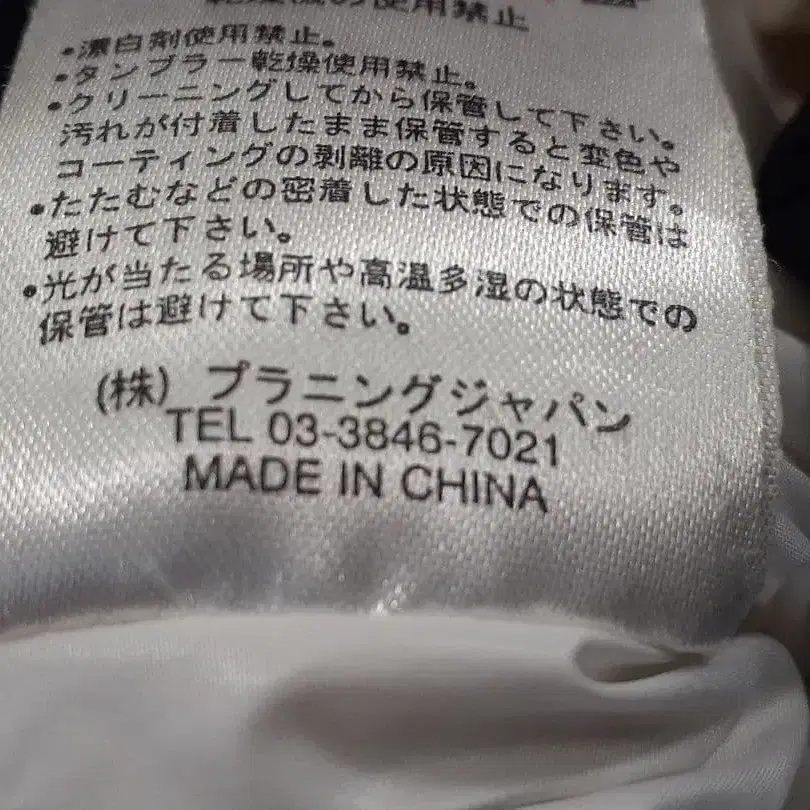 の使用禁止
•漂白剤使用禁止。
•タンブラー乾燥使用禁止。
•クリーニングしてから保管して下さい。
汚れが付着したまま保管すると変色や
コーティングの剥離の原因になります。
•たたむなどの密着した状態での保管は
避けて下さい。
•光が当たる場所や高温多湿の状態での
保管は避けて下さい。
(株) プラニングジャパン
TEL 03-3846-7021
MADE IN CHINA